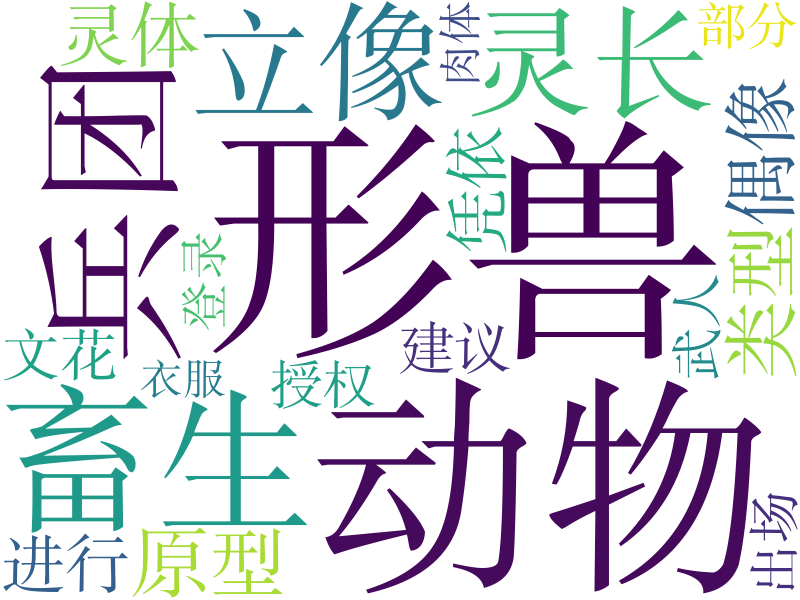 灵体
立像
肉体
灵长
部分
兵团
形兽
凭依
偶像
登录
武人
类型
文花
衣服
授权
建议
畜生
动物
进行
原型
出场